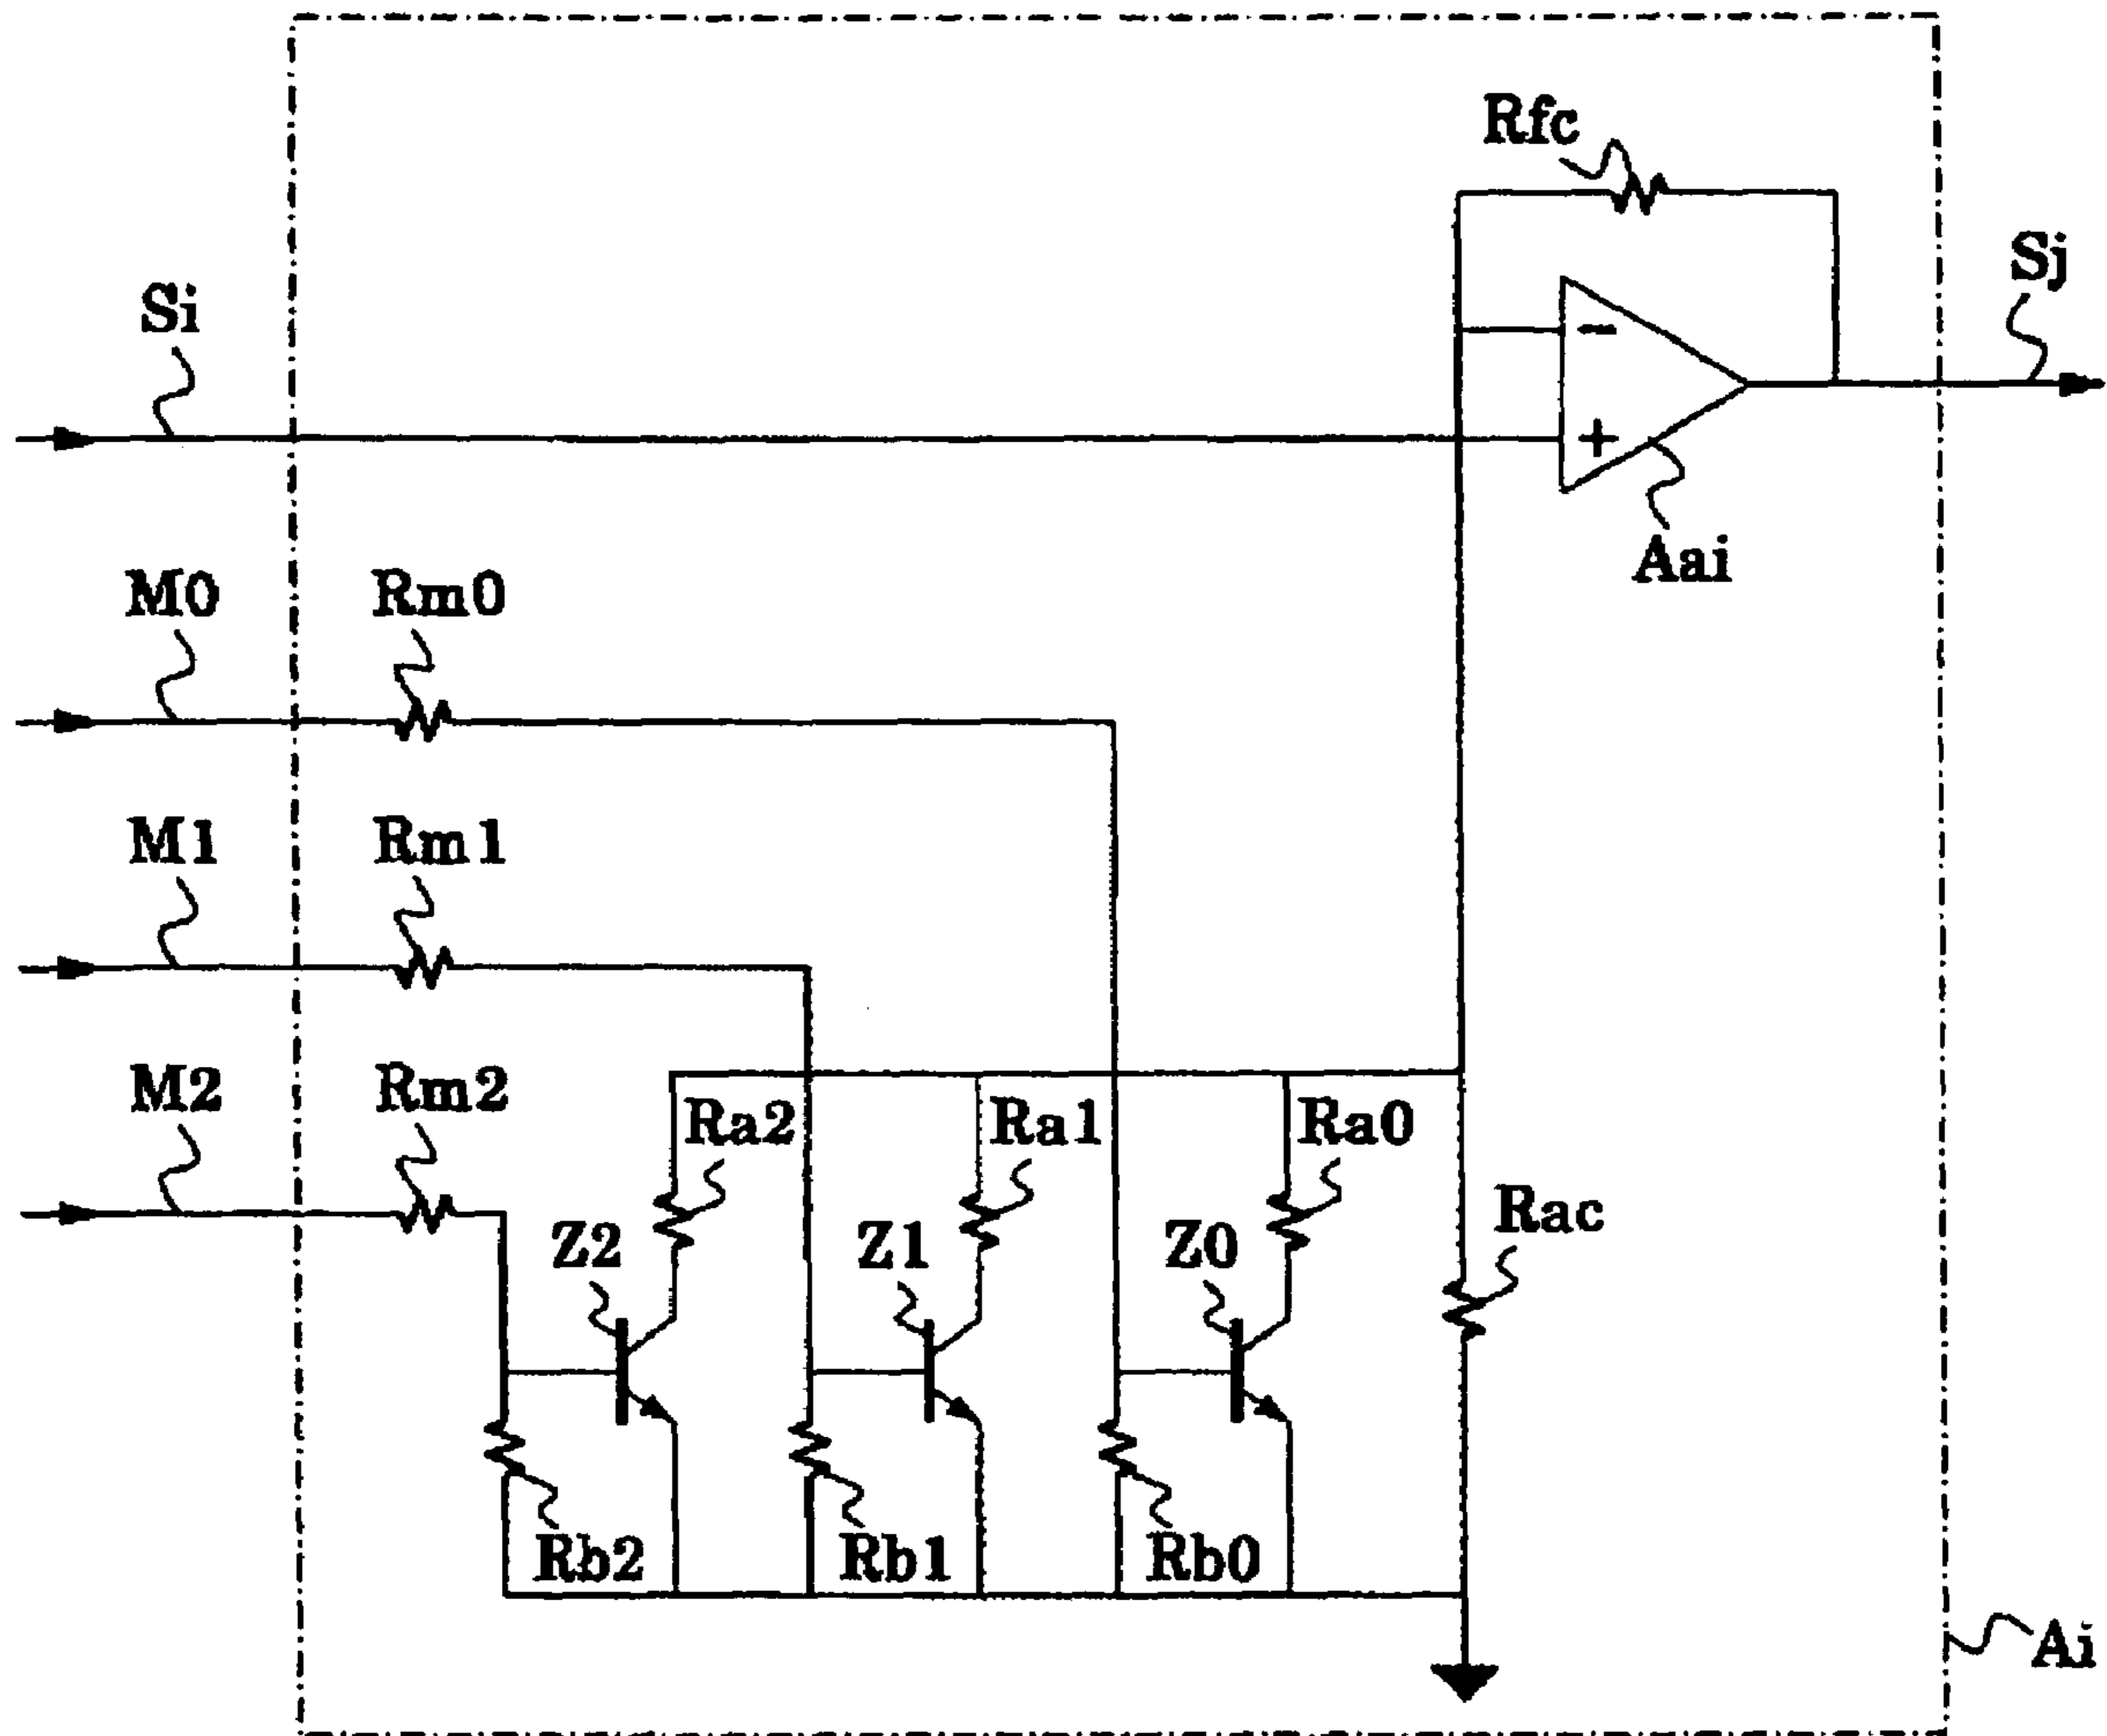 Rfc
Sj
Si
-
+
Aai
M0 Rm0
M1 Rm1
M2 Rm2
Ra2 Ra1 Ra0
Rac
Z2 Z1 Z0
Rb2 Rb1 Rb0
Ai